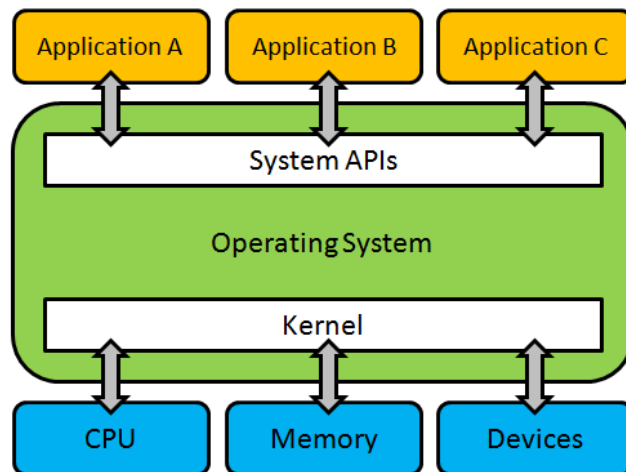 Application A
Application B
Application C
System APIs
Operating System
Kernel
CPU
Memory
Devices